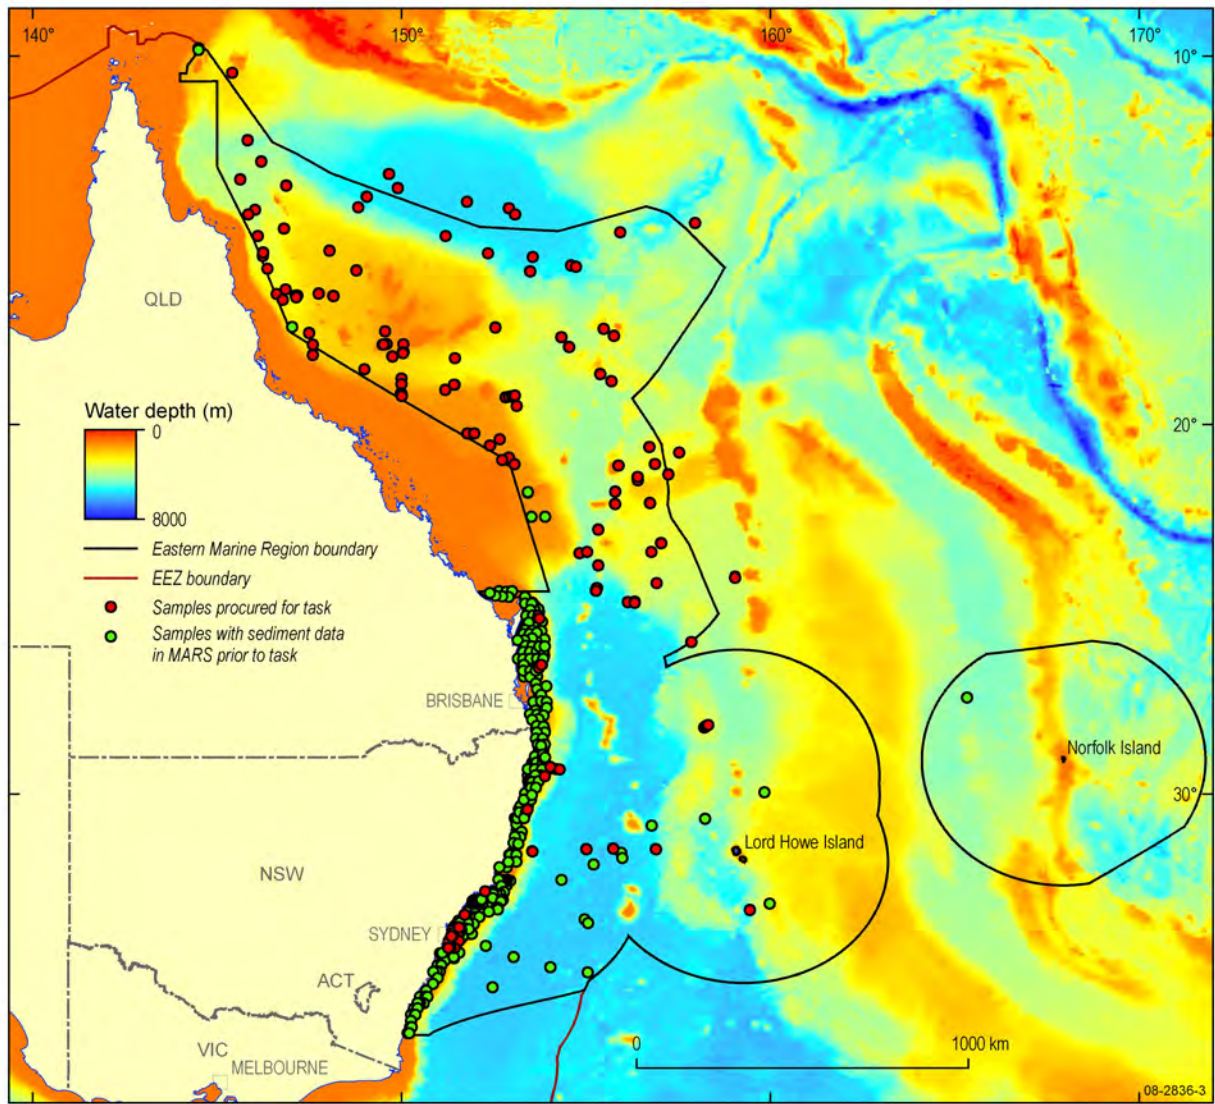 140°
150°
160°
170°
10°
QLD
Water depth (m)
0
8000
20°
Eastern Marine Region boundary
EEZ boundary
Samples procured for task
Samples with sediment data
in MARS prior to task
BRISBANE
Norfolk Island
30°
Lord Howe Island
NSW
SYDNEY
ACT
VIC
MELBOURNE
0
1000 km
08-2836-3